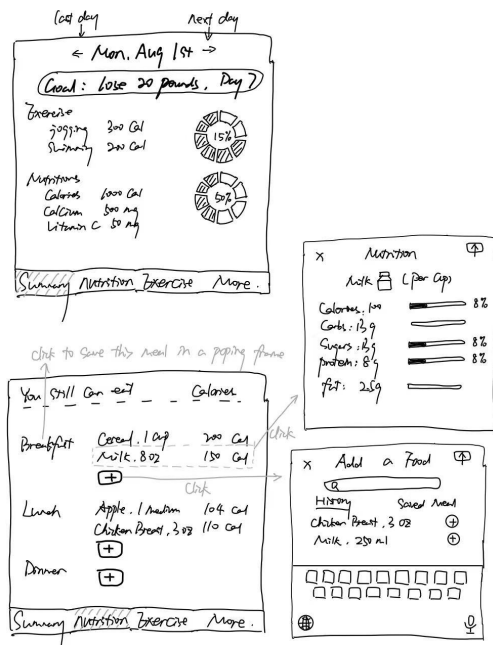 last day
next day
← Mon, Aug 1st →
Goal: Lose 20 pounds, Day 7
Exercise
jogging 300 Cal
Swimming 200 Cal
15%
Nutritions
Calories 1000 Cal
Calcium 500 mg
Vitamin C 50 mg
50%
Summary Nutrition Exercise More.
x Nutrition
Milk (per cup)
Calories: 100 8%
Carbs: 13g
Sugars: 13g 8%
protein: 8g 8%
fat: 2.5g
click to save this meal in a poping frame
You still can eat Calories
Breakfast Cereal, 1 cup 200 Cal
Milk, 8oz 150 Cal
+
click
Click
Lunch Apple, 1 medium 104 Cal
Chicken Breast, 3oz 110 Cal
+
Dinner +
Summary Nutrition Exercise More.
x Add a Food
History Saved Meal
Chicken Breast, 3 oz +
Milk, 250 ml +